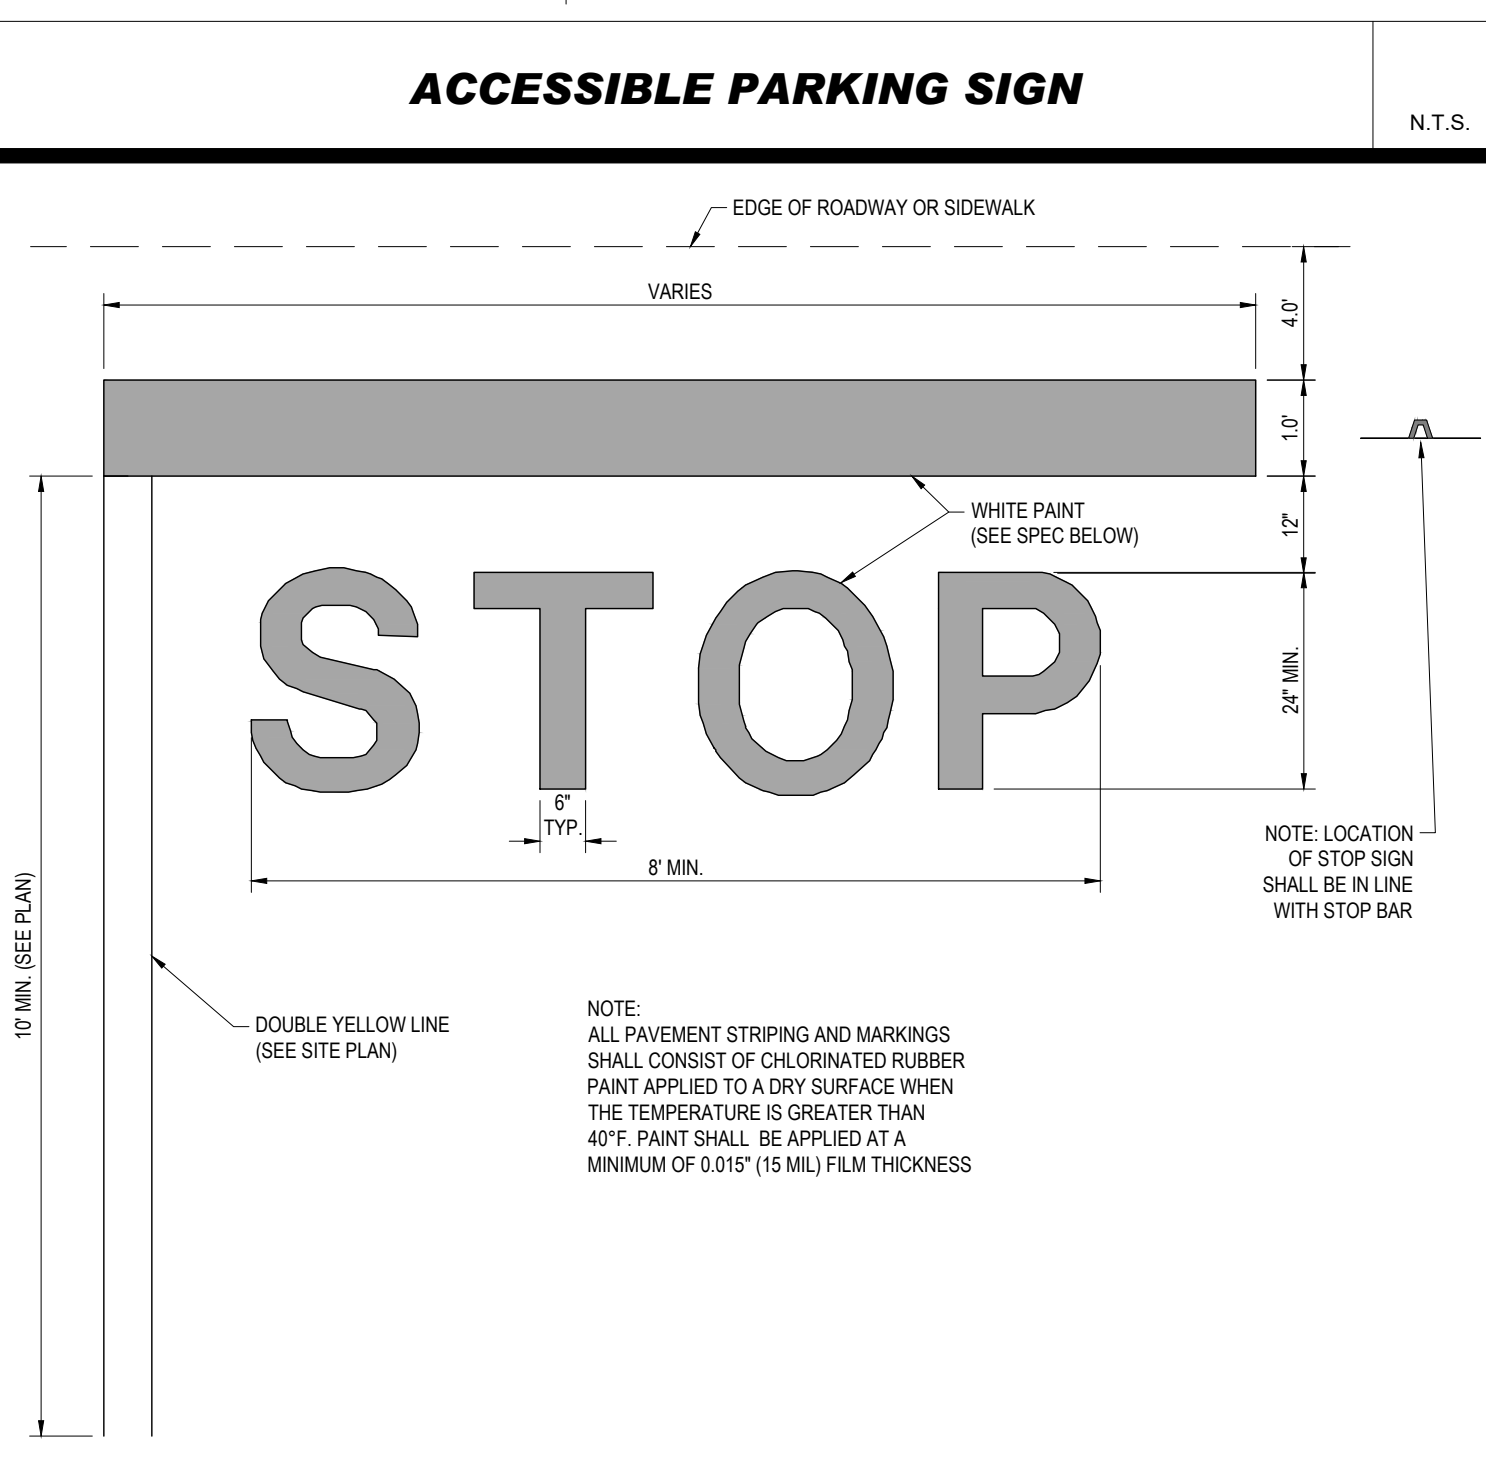 ACCESSIBLE PARKING SIGN
N.T.S.
EDGE OF ROADWAY OR SIDEWALK
VARIES
4.0'
1.0'
WHITE PAINT
(SEE SPEC BELOW)
12"
STOP
24" MIN.
6"
TYP.
8' MIN.
NOTE: LOCATION
OF STOP SIGN
SHALL BE IN LINE
WITH STOP BAR
10' MIN. (SEE PLAN)
DOUBLE YELLOW LINE
(SEE SITE PLAN)
NOTE:
ALL PAVEMENT STRIPING AND MARKINGS
SHALL CONSIST OF CHLORINATED RUBBER
PAINT APPLIED TO A DRY SURFACE WHEN
THE TEMPERATURE IS GREATER THAN
40°F. PAINT SHALL BE APPLIED AT A
MINIMUM OF 0.015" (15 MIL) FILM THICKNESS